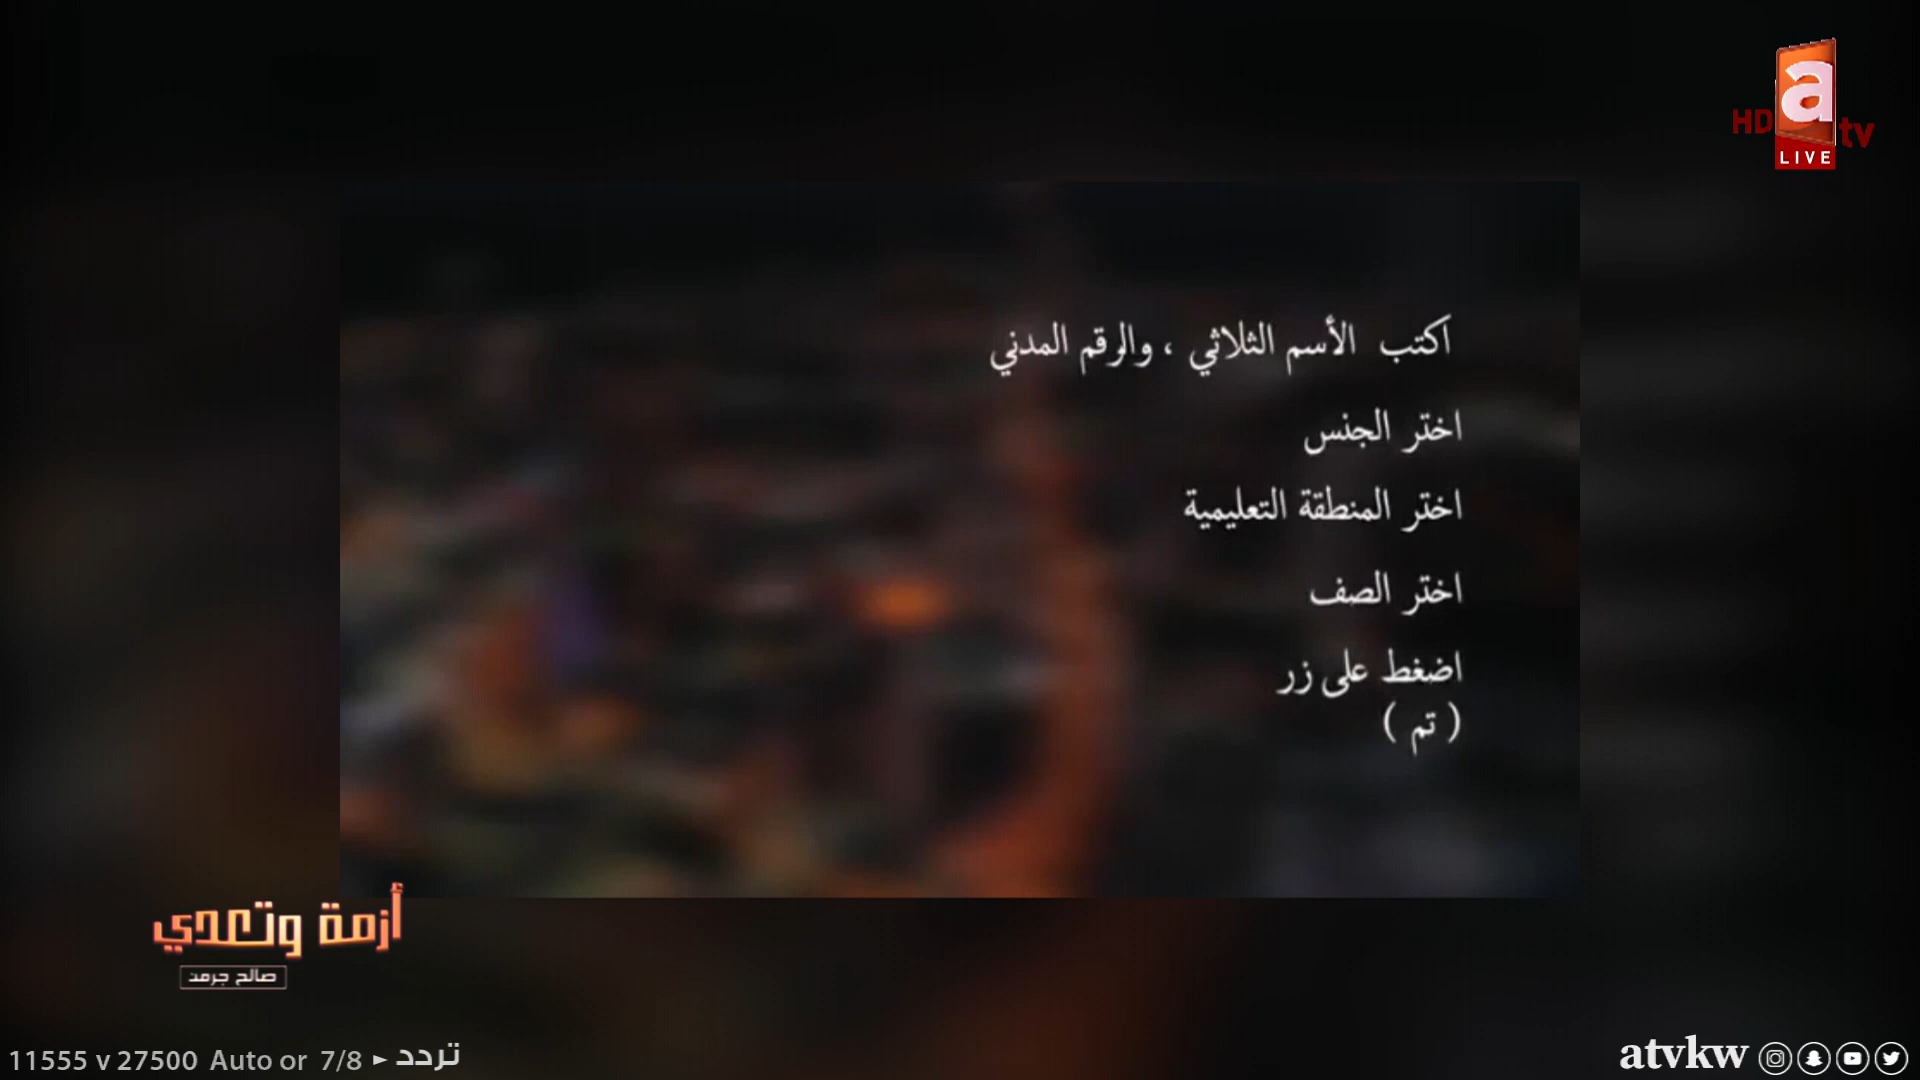 a
HD tv
LIVE
اكتب الأسم الثلاثي ، والرقم المدني
اختر الجنس
اختر المنطقة التعليمية
اختر الصف
اضغط على زر
( تم )
أزمة وتعدي
صالح جرمن
تردد ► 11555 v 27500 Auto or 7/8
atvkw